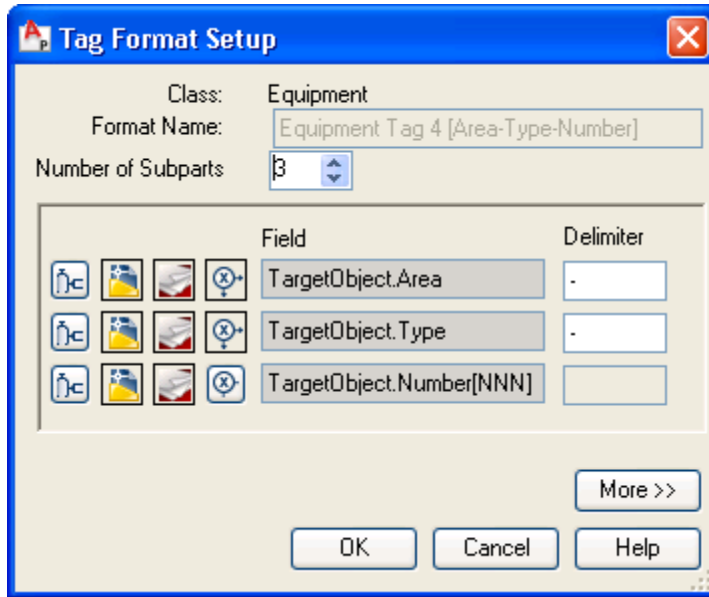 Tag Format Setup
Class: Equipment
Format Name: Equipment Tag 4 [Area-Type-Number]
Number of Subparts 3
Field Delimiter
TargetObject.Area -
TargetObject.Type -
TargetObject.Number[NNN]
More >>
OK Cancel Help